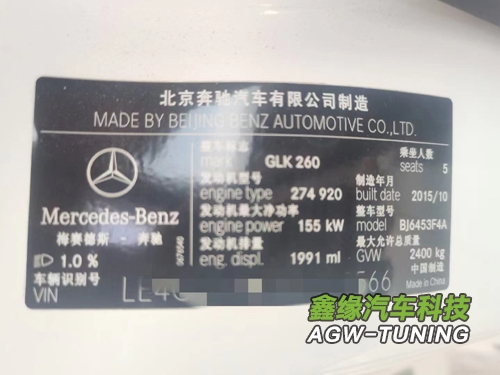 北京奔驰汽车有限公司制造
MADE BY BEIJING BENZ AUTOMOTIVE CO.,LTD.
Mercedes-Benz
梅赛德斯 - 奔驰
1.0 %
车辆识别号
VIN LE4
整车标志
mark GLK 260
发动机型号
engine type 274 920
发动机最大净功率
engine power 155 kW
发动机排量
eng. displ. 1991 ml
乘坐人数
seats 5
制造年月
built date 2015/10
整车型号
model BJ6453F4A
最大允许总质量
GVW 2400 kg
中国制造
Made in China
66
鑫缘汽车科技
AGW-TUNING